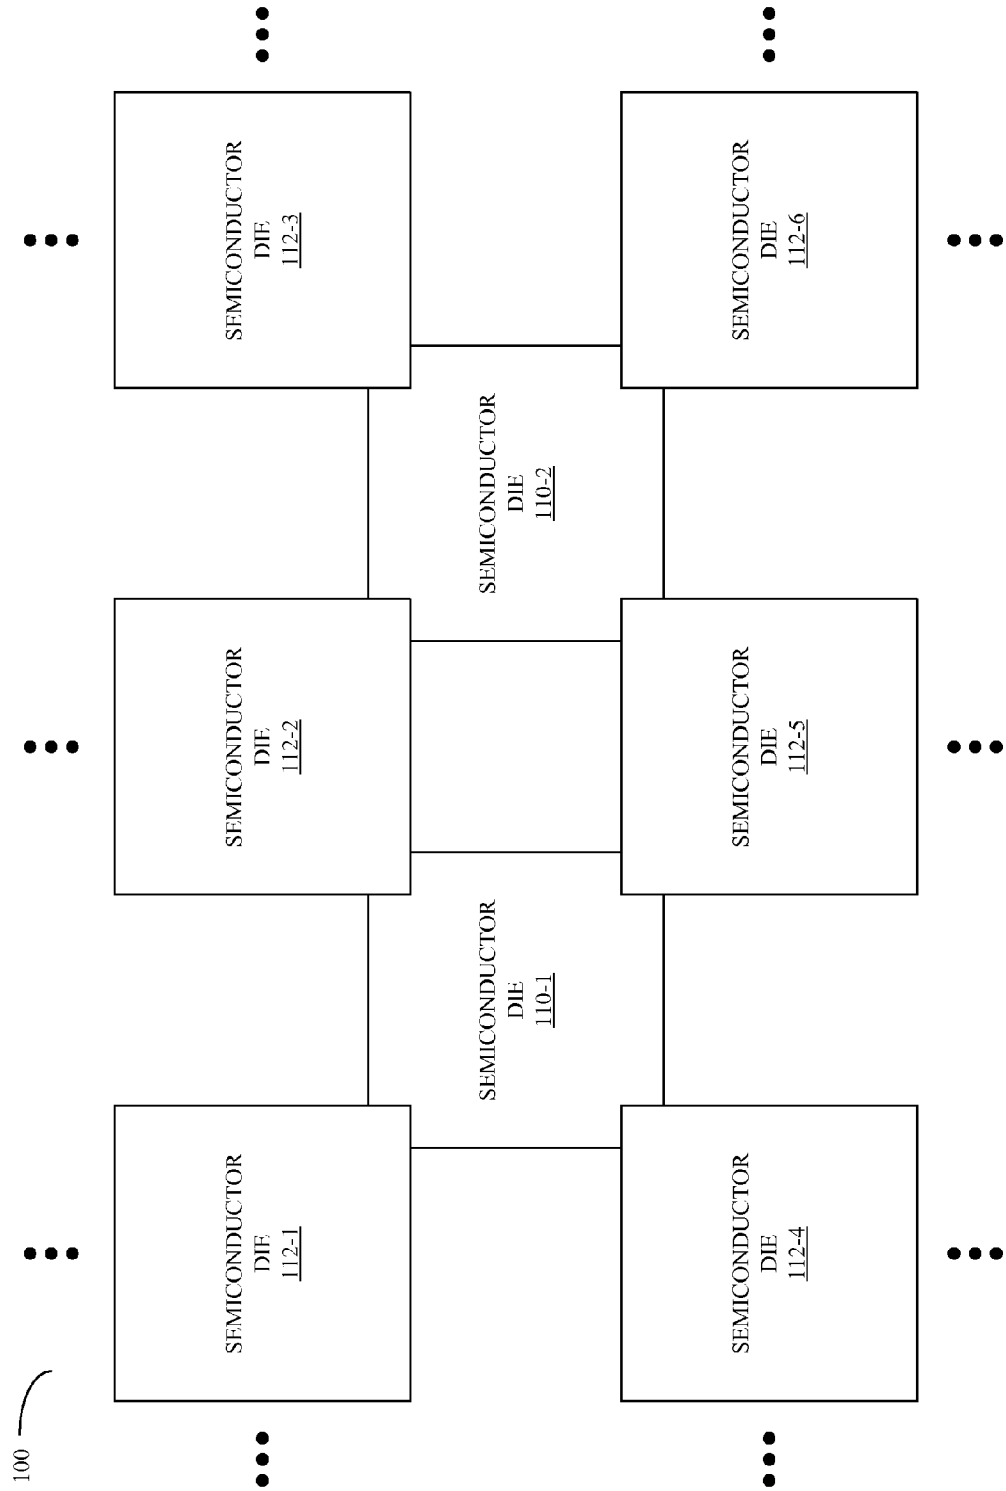 100
SEMICONDUCTOR
DIE
112-1
SEMICONDUCTOR
DIE
112-2
SEMICONDUCTOR
DIE
112-3
SEMICONDUCTOR
DIE
110-1
SEMICONDUCTOR
DIE
110-2
SEMICONDUCTOR
DIE
112-4
SEMICONDUCTOR
DIE
112-5
SEMICONDUCTOR
DIE
112-6